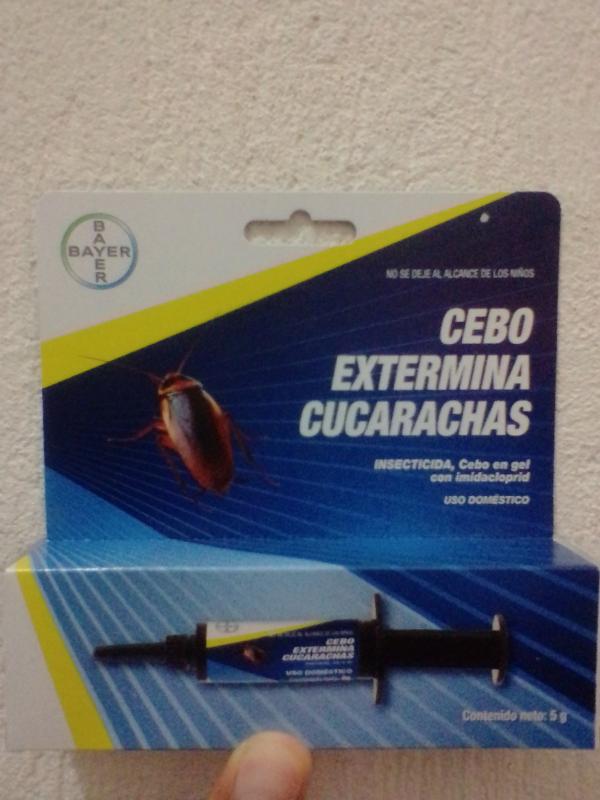 BAYER
BAYER
NO SE DEJE AL ALCANCE DE LOS NIÑOS
CEBO
EXTERMINA
CUCARACHAS
INSECTICIDA, Cebo en gel
con imidacloprid
USO DOMÉSTICO
CEBO
EXTERMINA
CUCARACHAS
USO DOMÉSTICO
Contenido neto: 5 g